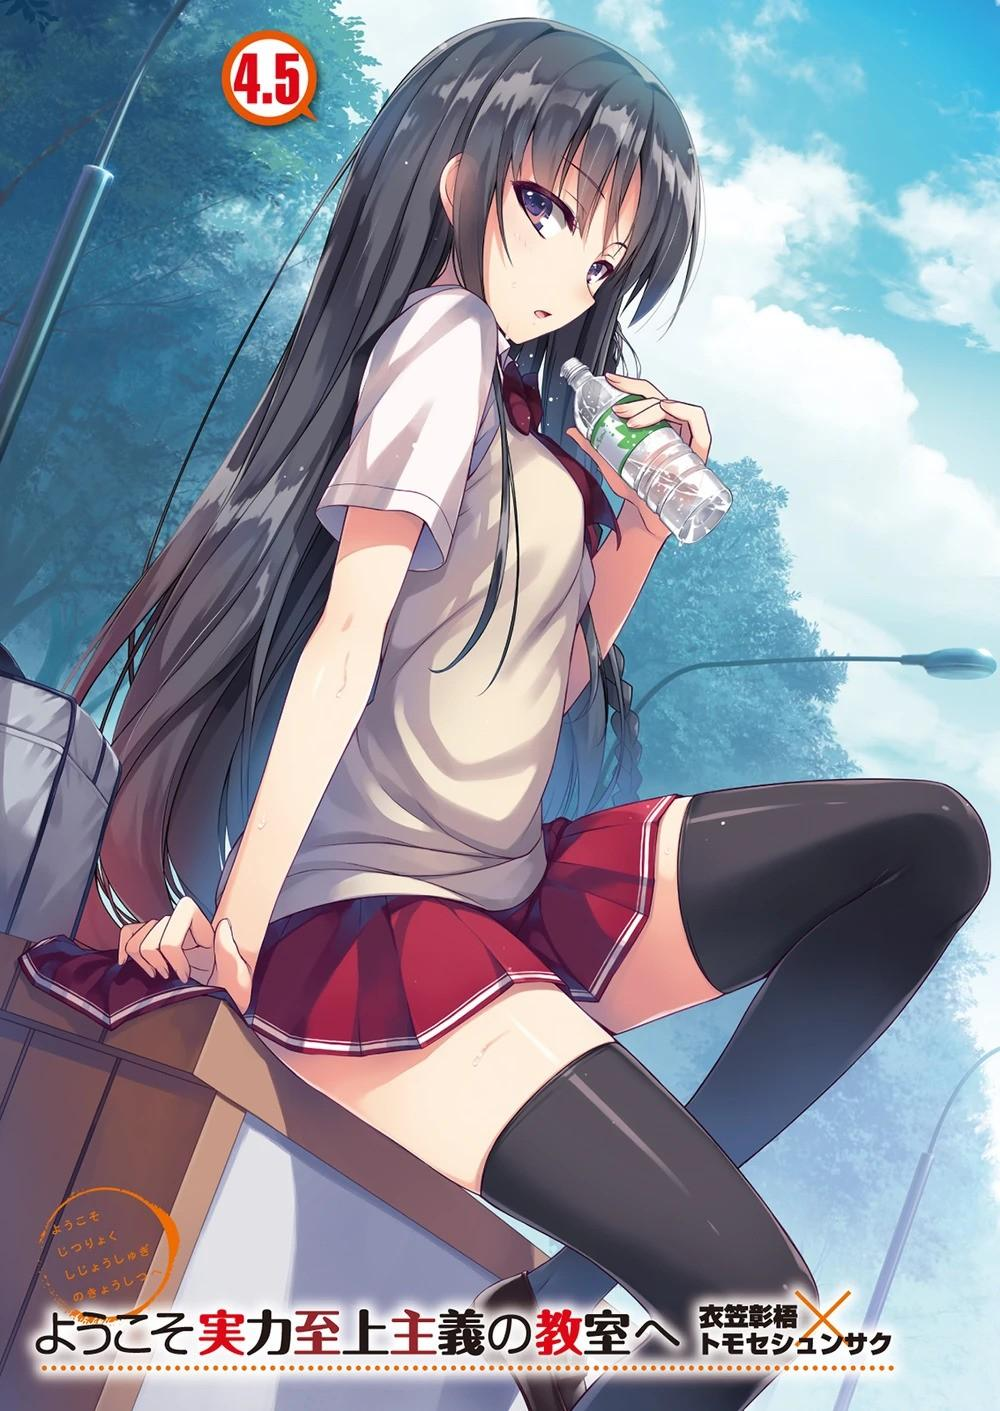 4.5
ようこそ
じつりょく
しじょうしゅぎ
のきょうしつへ
ようこそ実力至上主義の教室へ
衣笠彰梧×
トモセシュンサク